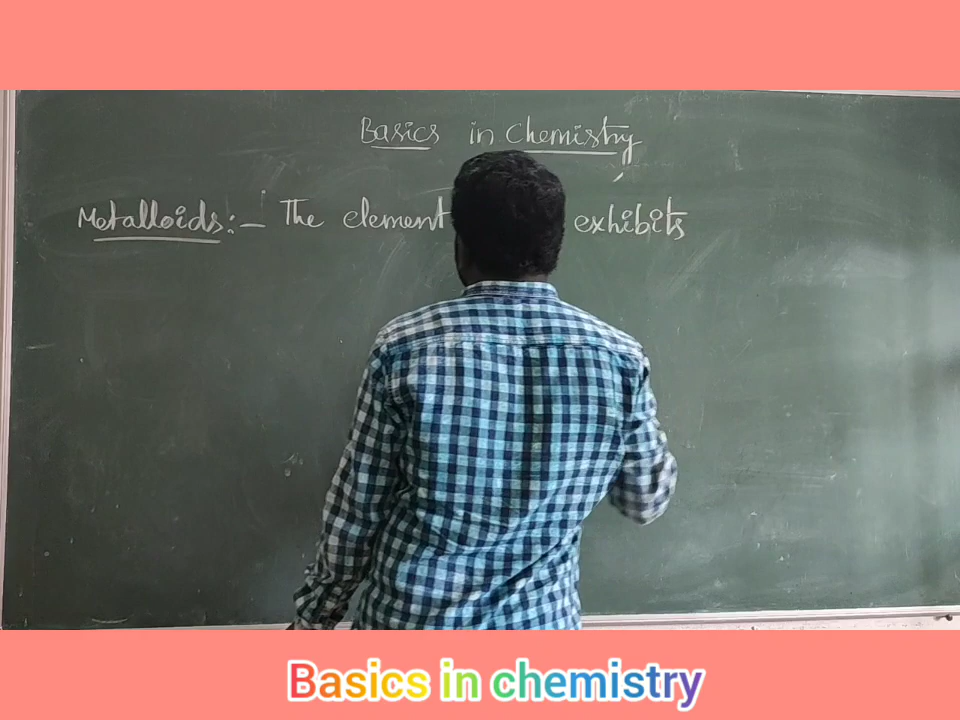 Basics in Chemistry
Metalloids:- The element exhibits
Basics in chemistry